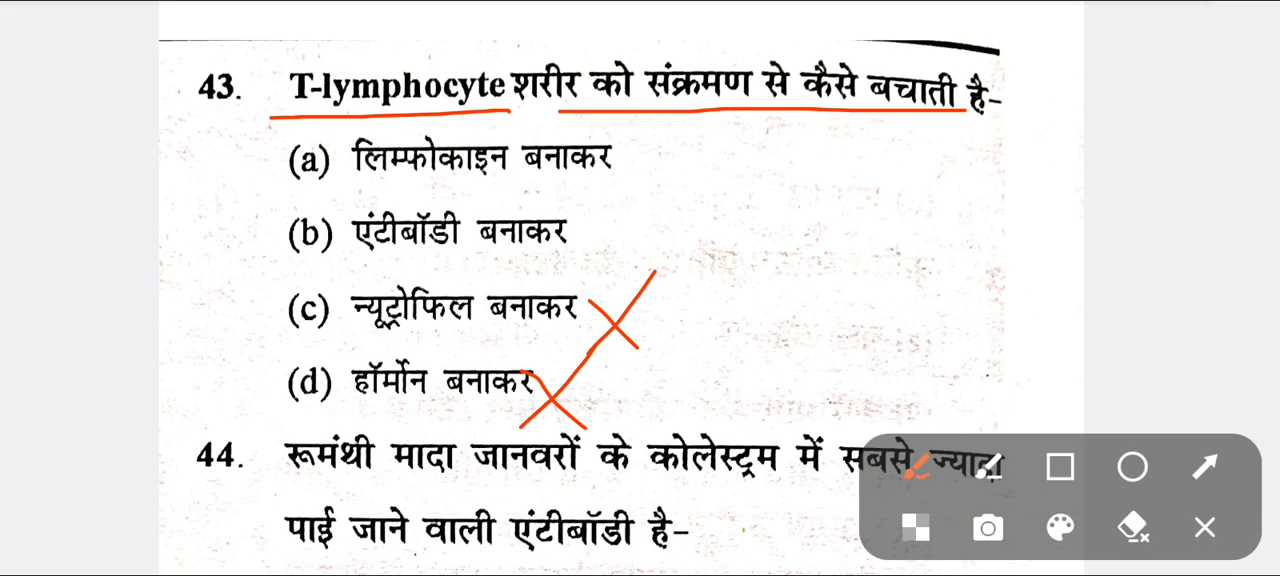 43. T-lymphocyte शरीर को संक्रमण से कैसे बचाती है-
(a) लिम्फोकाइन बनाकर
(b) एंटीबॉडी बनाकर
(c) न्यूट्रोफिल बनाकर
(d) हॉर्मोन बनाकर
44. रूमंथी मादा जानवरों के कोलेस्ट्रम में सबसे ज्यादा
पाई जाने वाली एंटीबॉडी है-